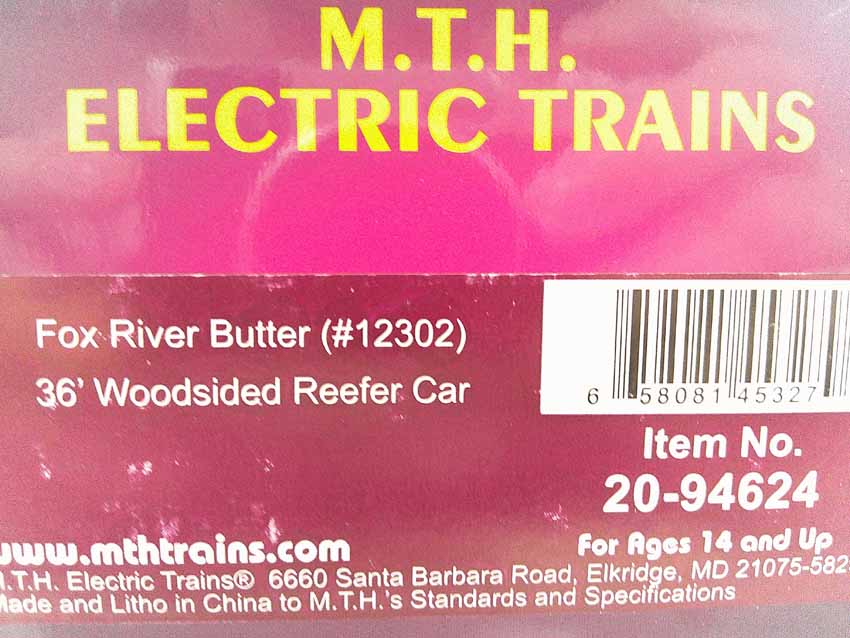 M.T.H.
ELECTRIC TRAINS
Fox River Butter (#12302)
36' Woodsided Reefer Car
6 58081 45327
Item No.
20-94624
www.mthtrains.com
For Ages 14 and Up
M.T.H. Electric Trains® 6660 Santa Barbara Road, Elkridge, MD 21075-582
Made and Litho in China to M.T.H.'s Standards and Specifications